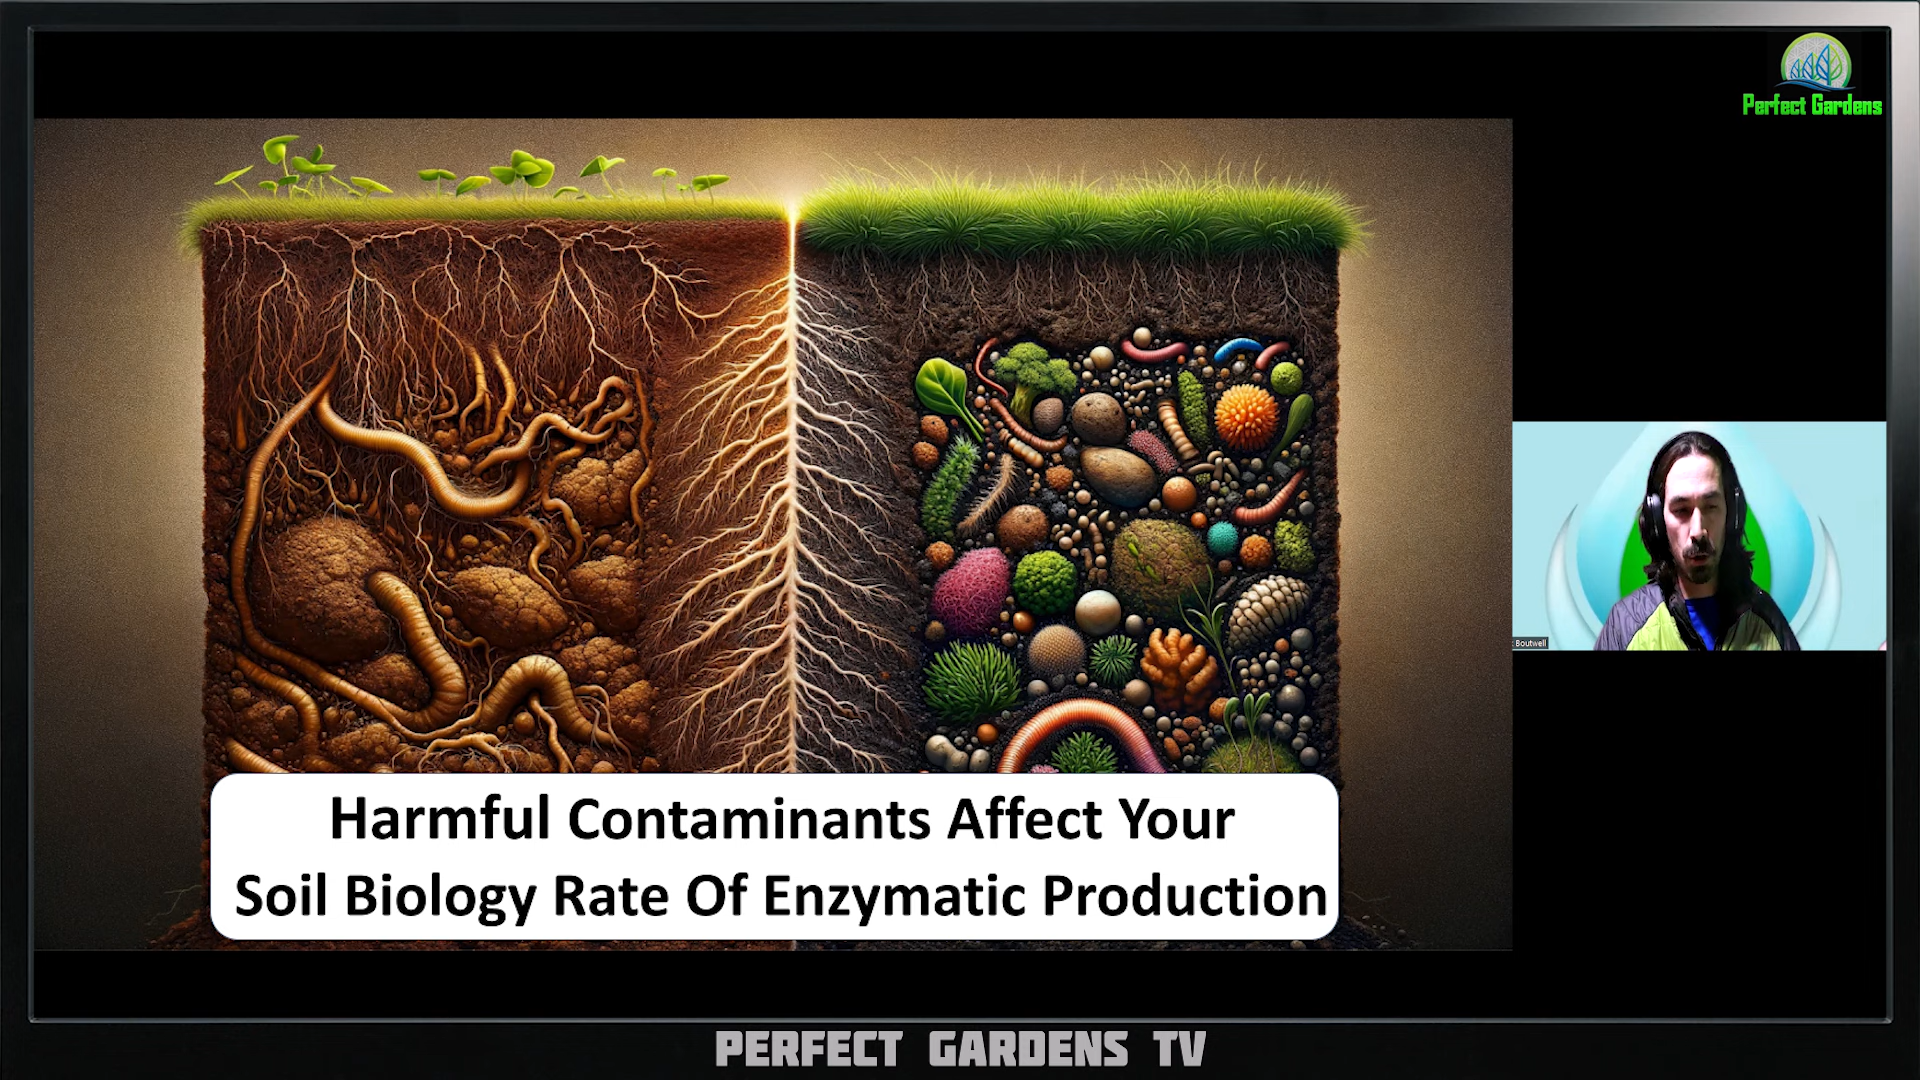 Perfect Gardens
Boutwell
Harmful Contaminants Affect Your
Soil Biology Rate Of Enzymatic Production
PERFECT GARDENS TV